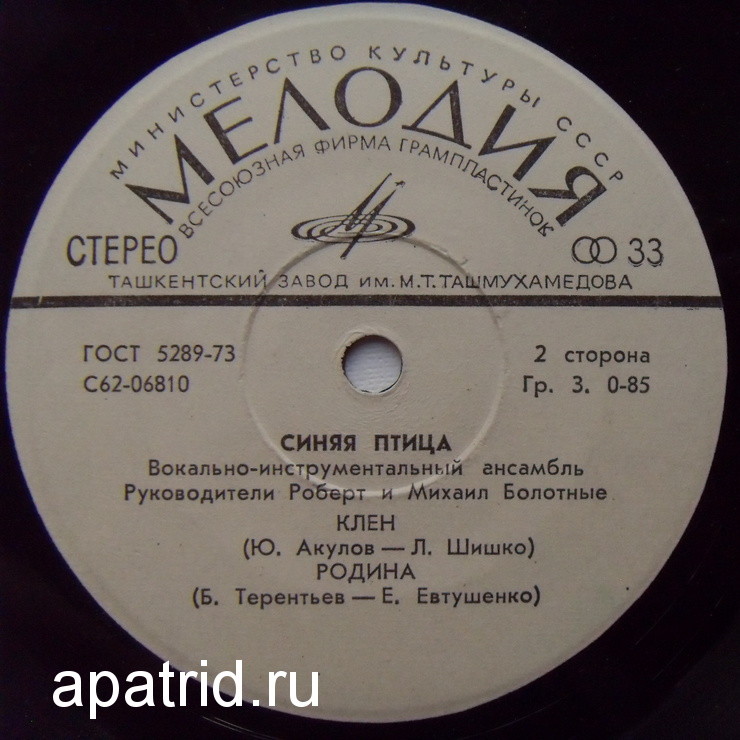 МИНИСТЕРСТВО КУЛЬТУРЫ СССР
МЕЛОДИЯ
ВСЕСОЮЗНАЯ ФИРМА ГРАМПЛАСТИНОК
СТЕРЕО 33
ТАШКЕНТСКИЙ ЗАВОД ИМ. М.Т.ТАШМУХАМЕДОВА
ГОСТ 5289-73 2 сторона
С62-06810 Гр. 3. 0-85
СИНЯЯ ПТИЦА
Вокально-инструментальный ансамбль
Руководители Роберт и Михаил Болотные
КЛЕН
(Ю. Акулов — Л. Шишко)
РОДИНА
(Б. Терентьев — Е. Евтушенко)
apatrid.ru